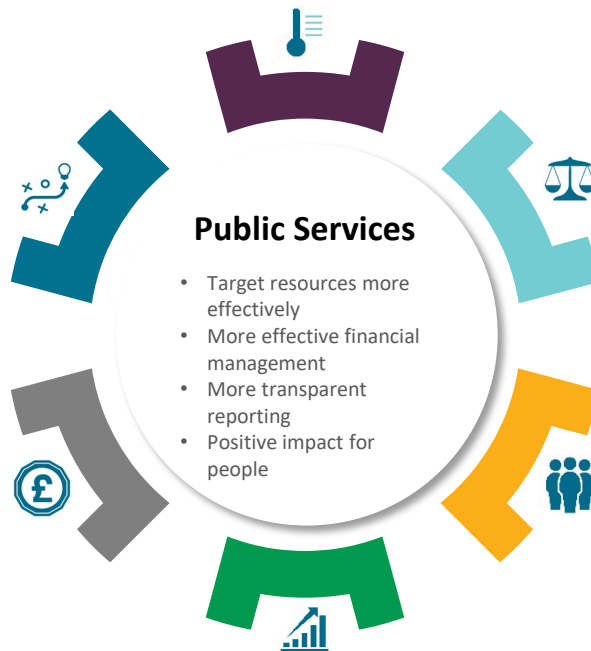 Public Services
• Target resources more
effectively
• More effective financial
management
• More transparent
reporting
• Positive impact for
people
£